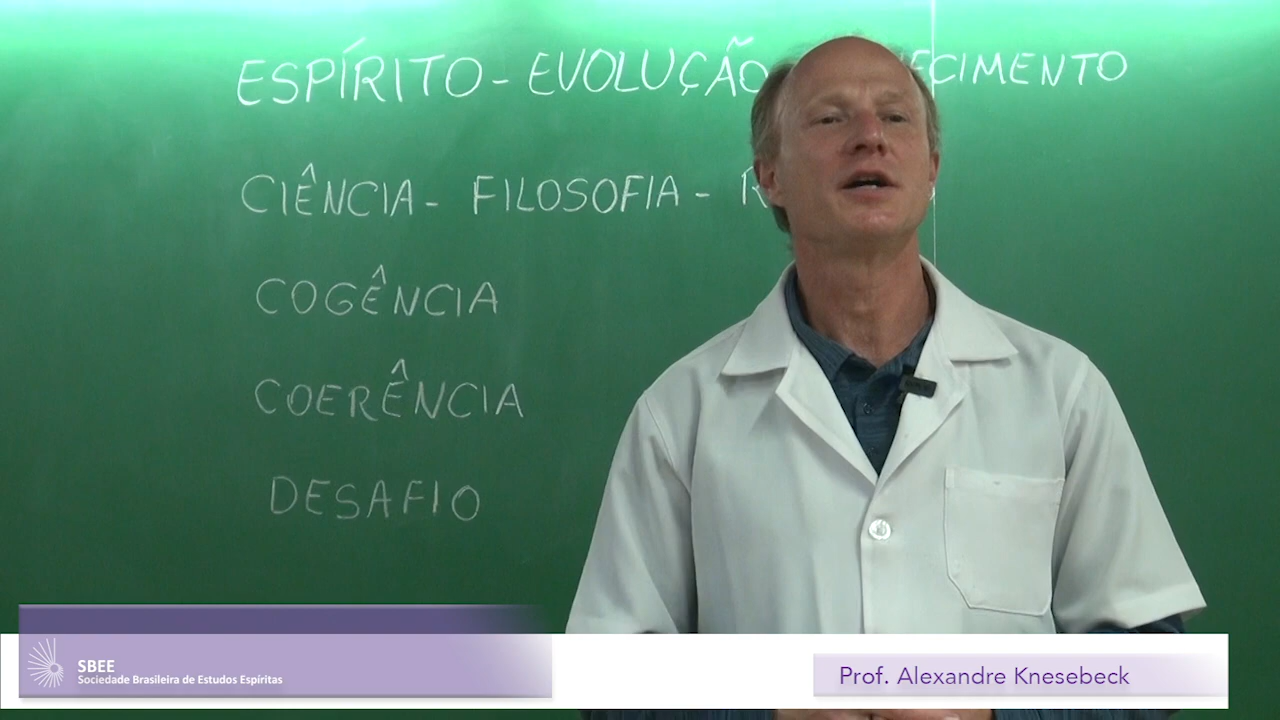 ESPÍRITO - EVOLUÇÃO
CIÊNCIA - FILOSOFIA -
COGÊNCIA
COERÊNCIA
DESAFIO
SBEE
Sociedade Brasileira de Estudos Espíritas
Prof. Alexandre Knesebeck